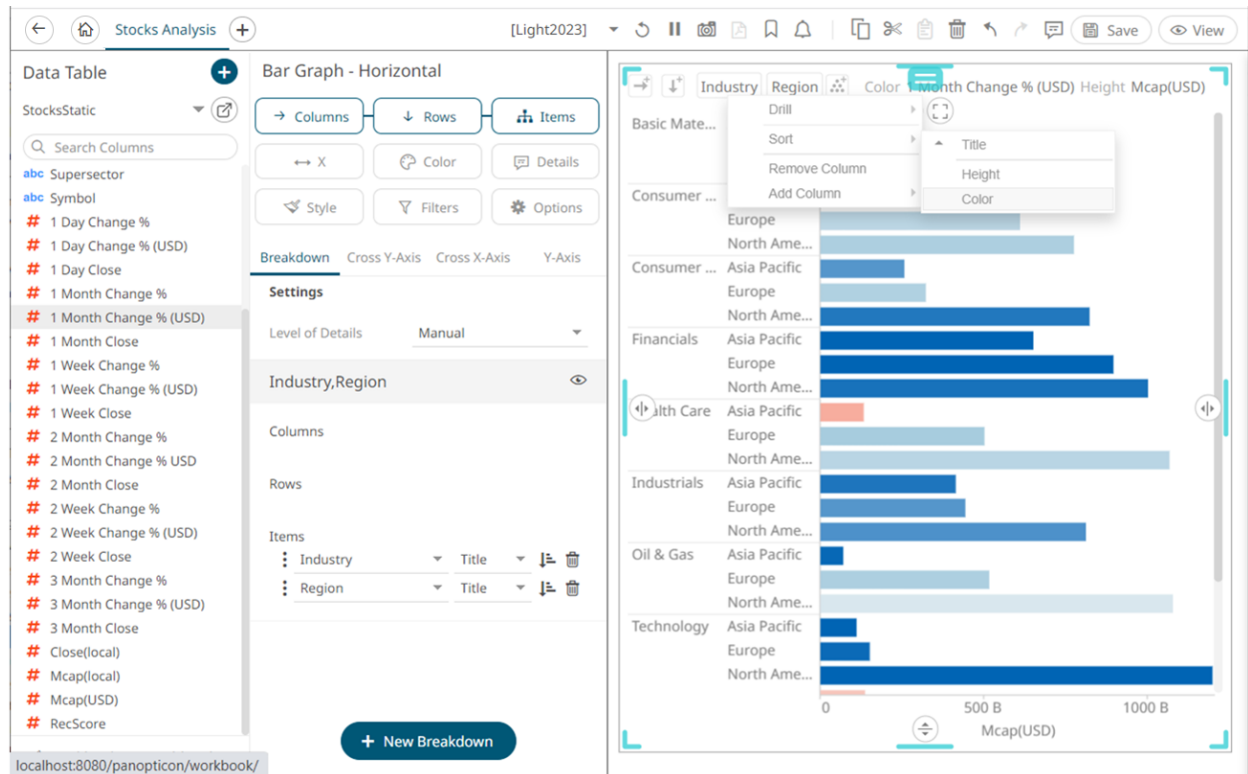 Stocks Analysis
[Light2023]
Save
View
Data Table
StocksStatic
Search Columns
abc Supersector
abc Symbol
# 1 Day Change %
# 1 Day Change % (USD)
# 1 Day Close
# 1 Month Change %
# 1 Month Change % (USD)
# 1 Month Close
# 1 Week Change %
# 1 Week Change % (USD)
# 1 Week Close
# 2 Month Change %
# 2 Month Change % USD
# 2 Month Close
# 2 Week Change %
# 2 Week Change % (USD)
# 2 Week Close
# 3 Month Change %
# 3 Month Change % (USD)
# 3 Month Close
# Close(local)
# Mcap(local)
# Mcap(USD)
# RecScore
localhost:8080/panopticon/workbook/
Bar Graph - Horizontal
Columns Rows Items
X Color Details
Style Filters Options
Breakdown Cross Y-Axis Cross X-Axis Y-Axis
Settings
Level of Details Manual
Industry,Region
Columns
Rows
Items
Industry Title
Region Title
+ New Breakdown
Industry Region Color 1 Month Change % (USD) Height Mcap(USD)
Drill
Sort
Remove Column
Add Column
Title
Height
Color
Basic Mate...
Consumer ...
Europe
North Ame...
Consumer ... Asia Pacific
Europe
North Ame...
Financials Asia Pacific
Europe
North Ame...
lth Care Asia Pacific
Europe
North Ame...
Industrials Asia Pacific
Europe
North Ame...
Oil & Gas Asia Pacific
Europe
North Ame...
Technology Asia Pacific
Europe
North Ame...
0 500 B 1000 B
Mcap(USD)